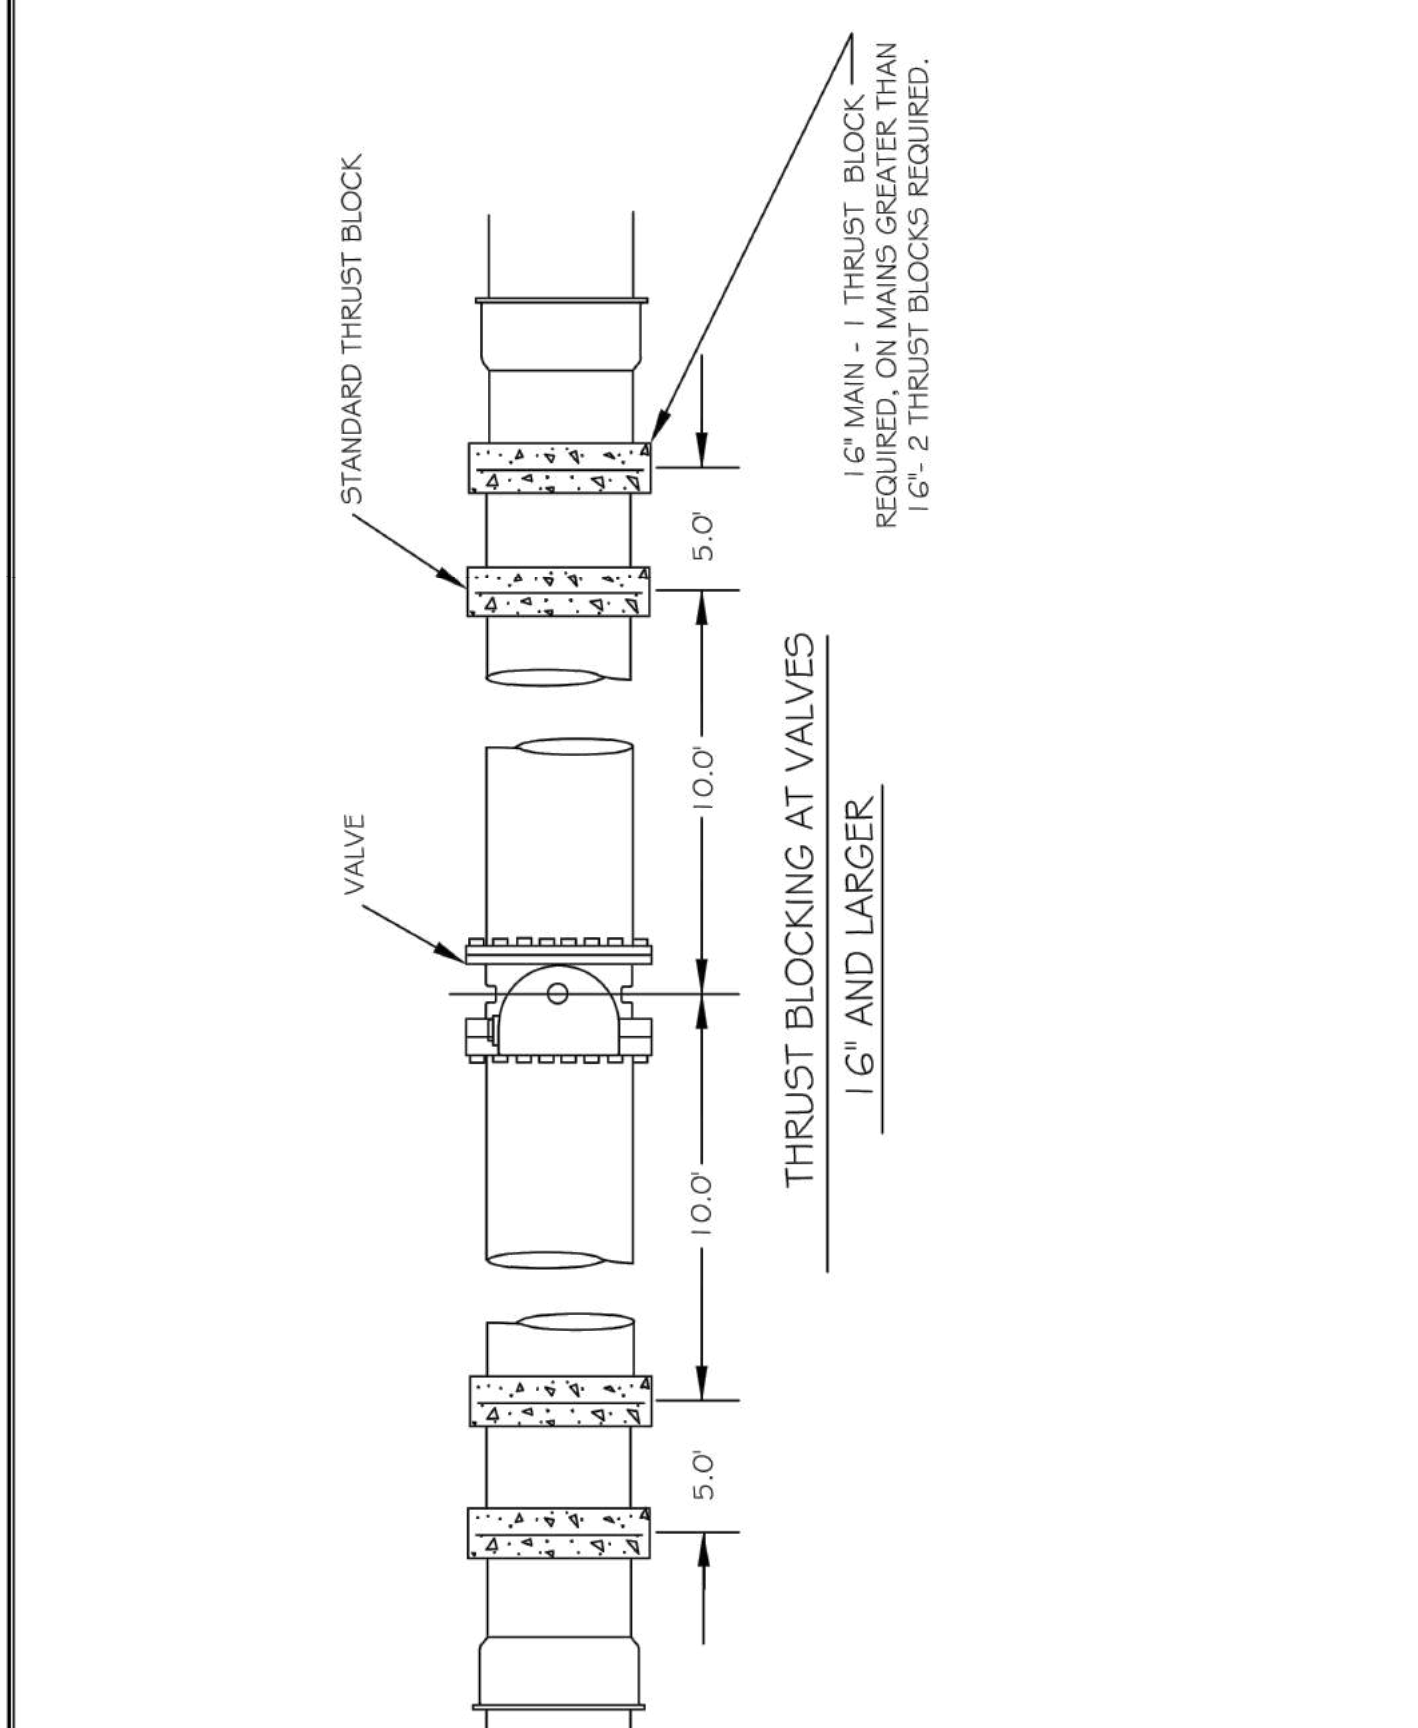 STANDARD THRUST BLOCK
VALVE
5.0'
10.0'
10.0'
5.0'
16" MAIN - 1 THRUST BLOCK
REQUIRED, ON MAINS GREATER THAN
16"- 2 THRUST BLOCKS REQUIRED.
THRUST BLOCKING AT VALVES
16" AND LARGER